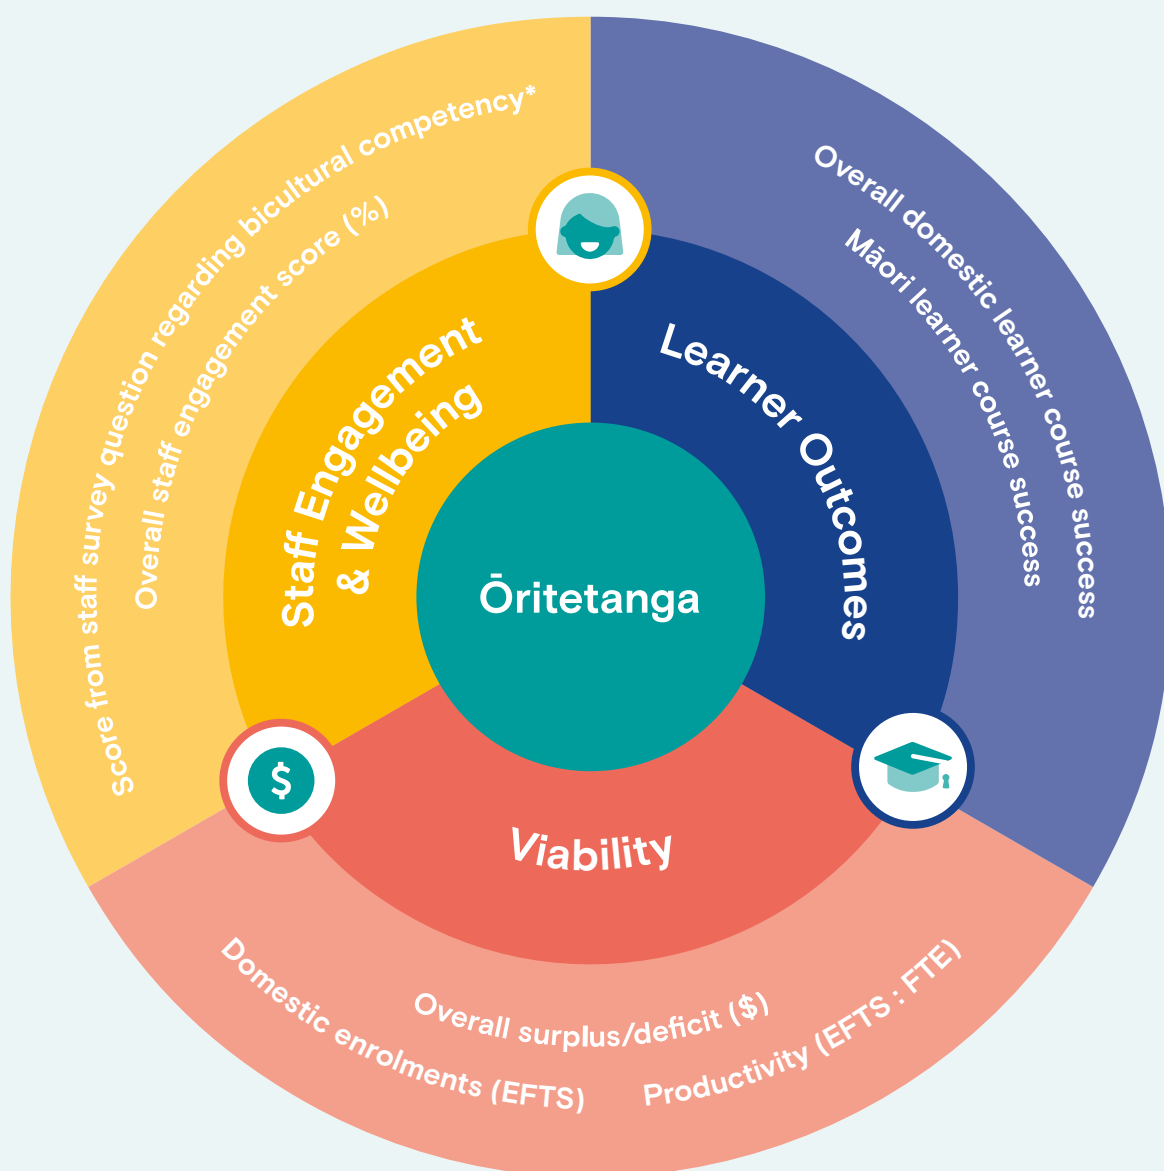 Score from staff survey question regarding bicultural competency*
Overall staff engagement score (%)
Staff Engagement
& Wellbeing
Overall domestic learner course success
Māori learner course success
Learner Outcomes
Ōritetanga
$
Viability
Overall surplus/deficit ($)
Domestic enrolments (EFTS)
Productivity (EFTS : FTE)